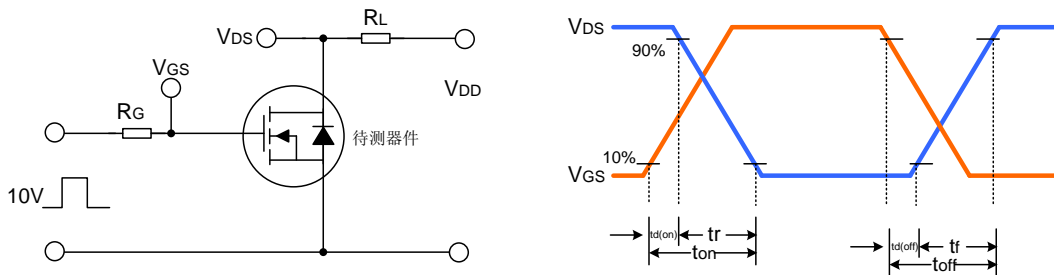 VDS
RL
VGS
VDD
RG
待测器件
10V
VDS
90%
10%
VGS
td(on)
tr
ton
td(off)
tf
toff